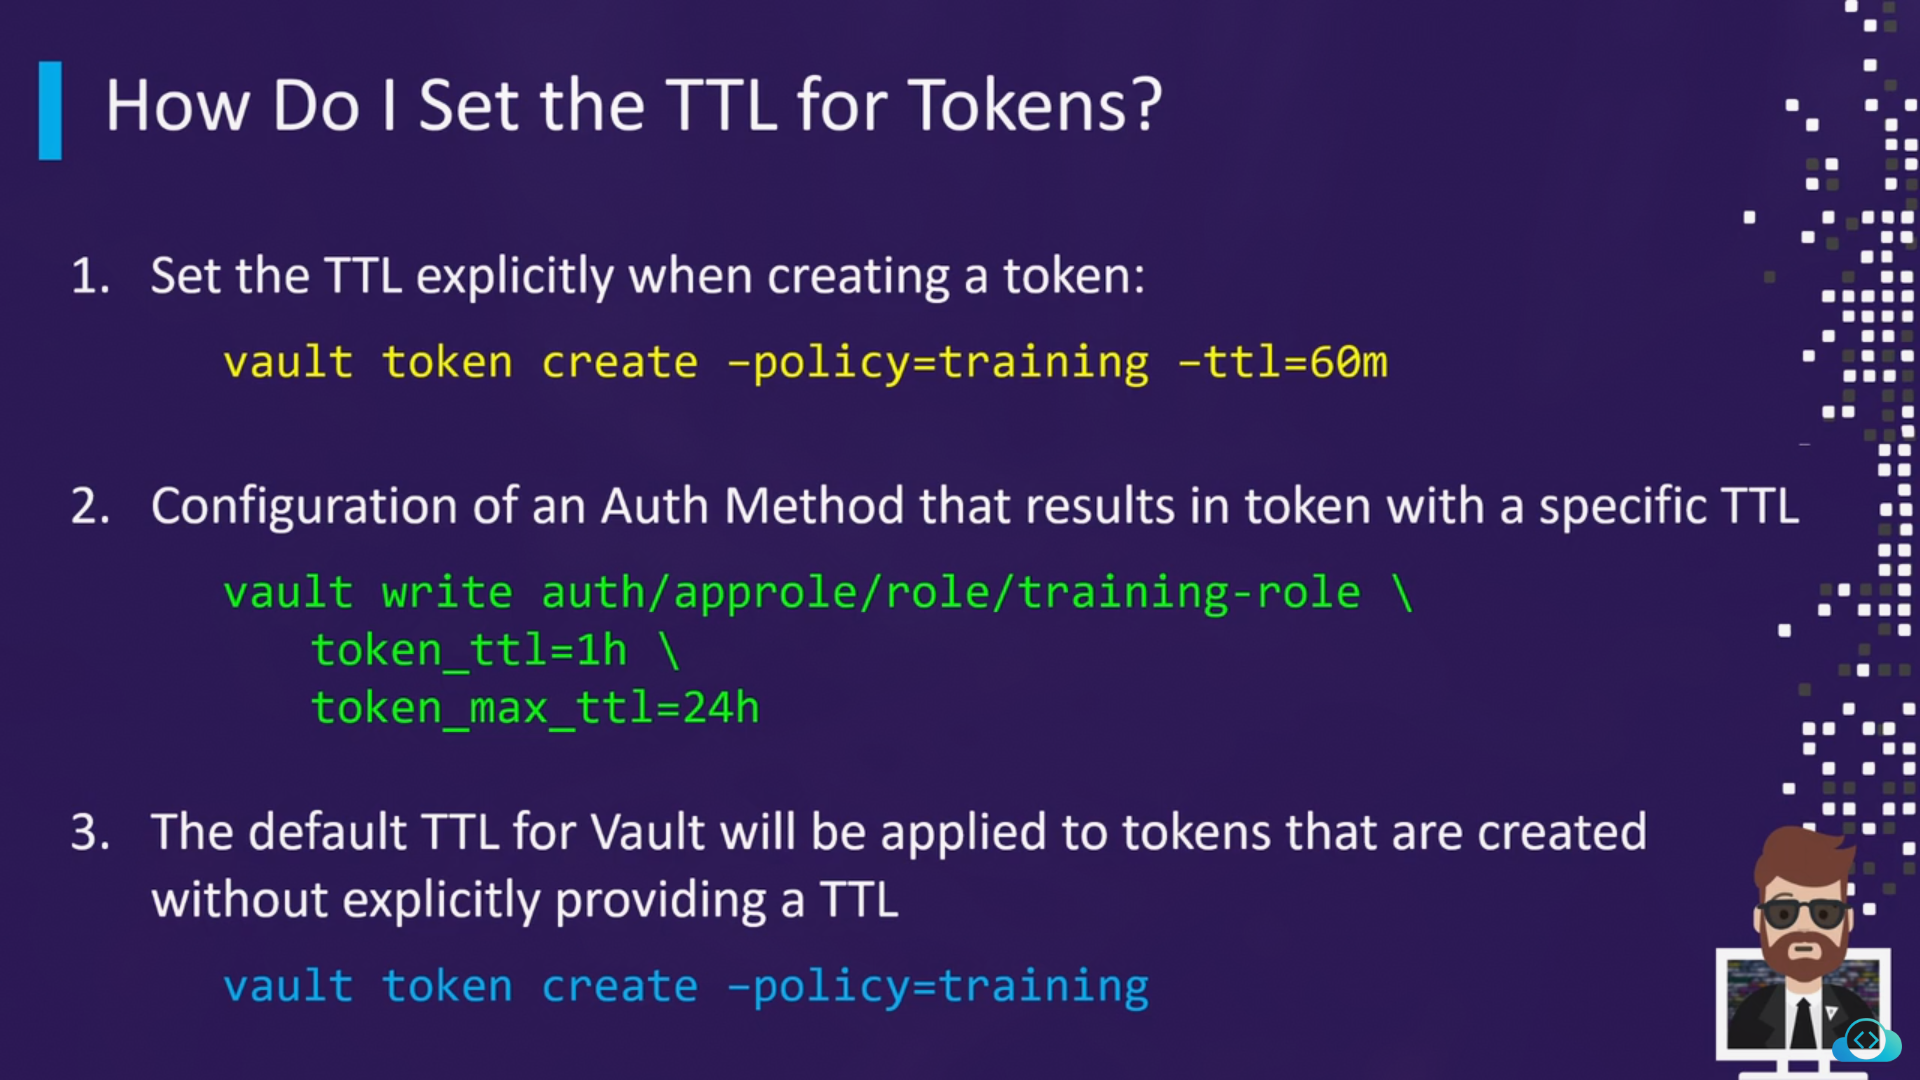 How Do I Set the TTL for Tokens?
1. Set the TTL explicitly when creating a token:
vault token create –policy=training –ttl=60m
2. Configuration of an Auth Method that results in token with a specific TTL
vault write auth/approle/role/training-role \
token_ttl=1h \
token_max_ttl=24h
3. The default TTL for Vault will be applied to tokens that are created
without explicitly providing a TTL
vault token create –policy=training